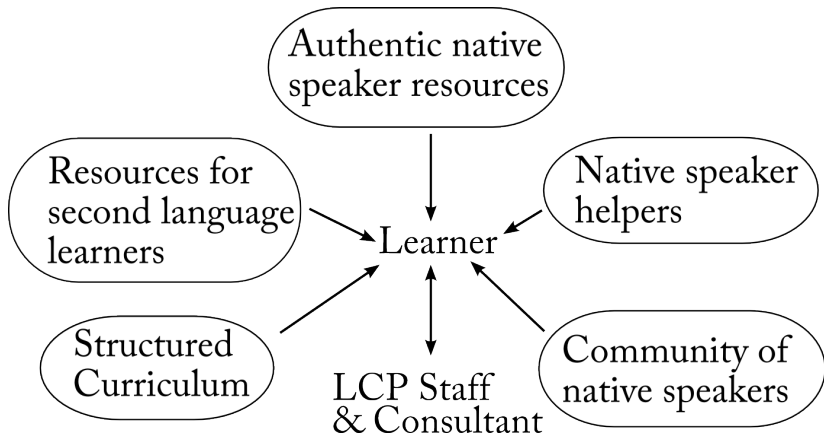 Authentic native
speaker resources
Resources for
second language
learners
Native speaker
helpers
Learner
Structured
Curriculum
LCP Staff
& Consultant
Community of
native speakers